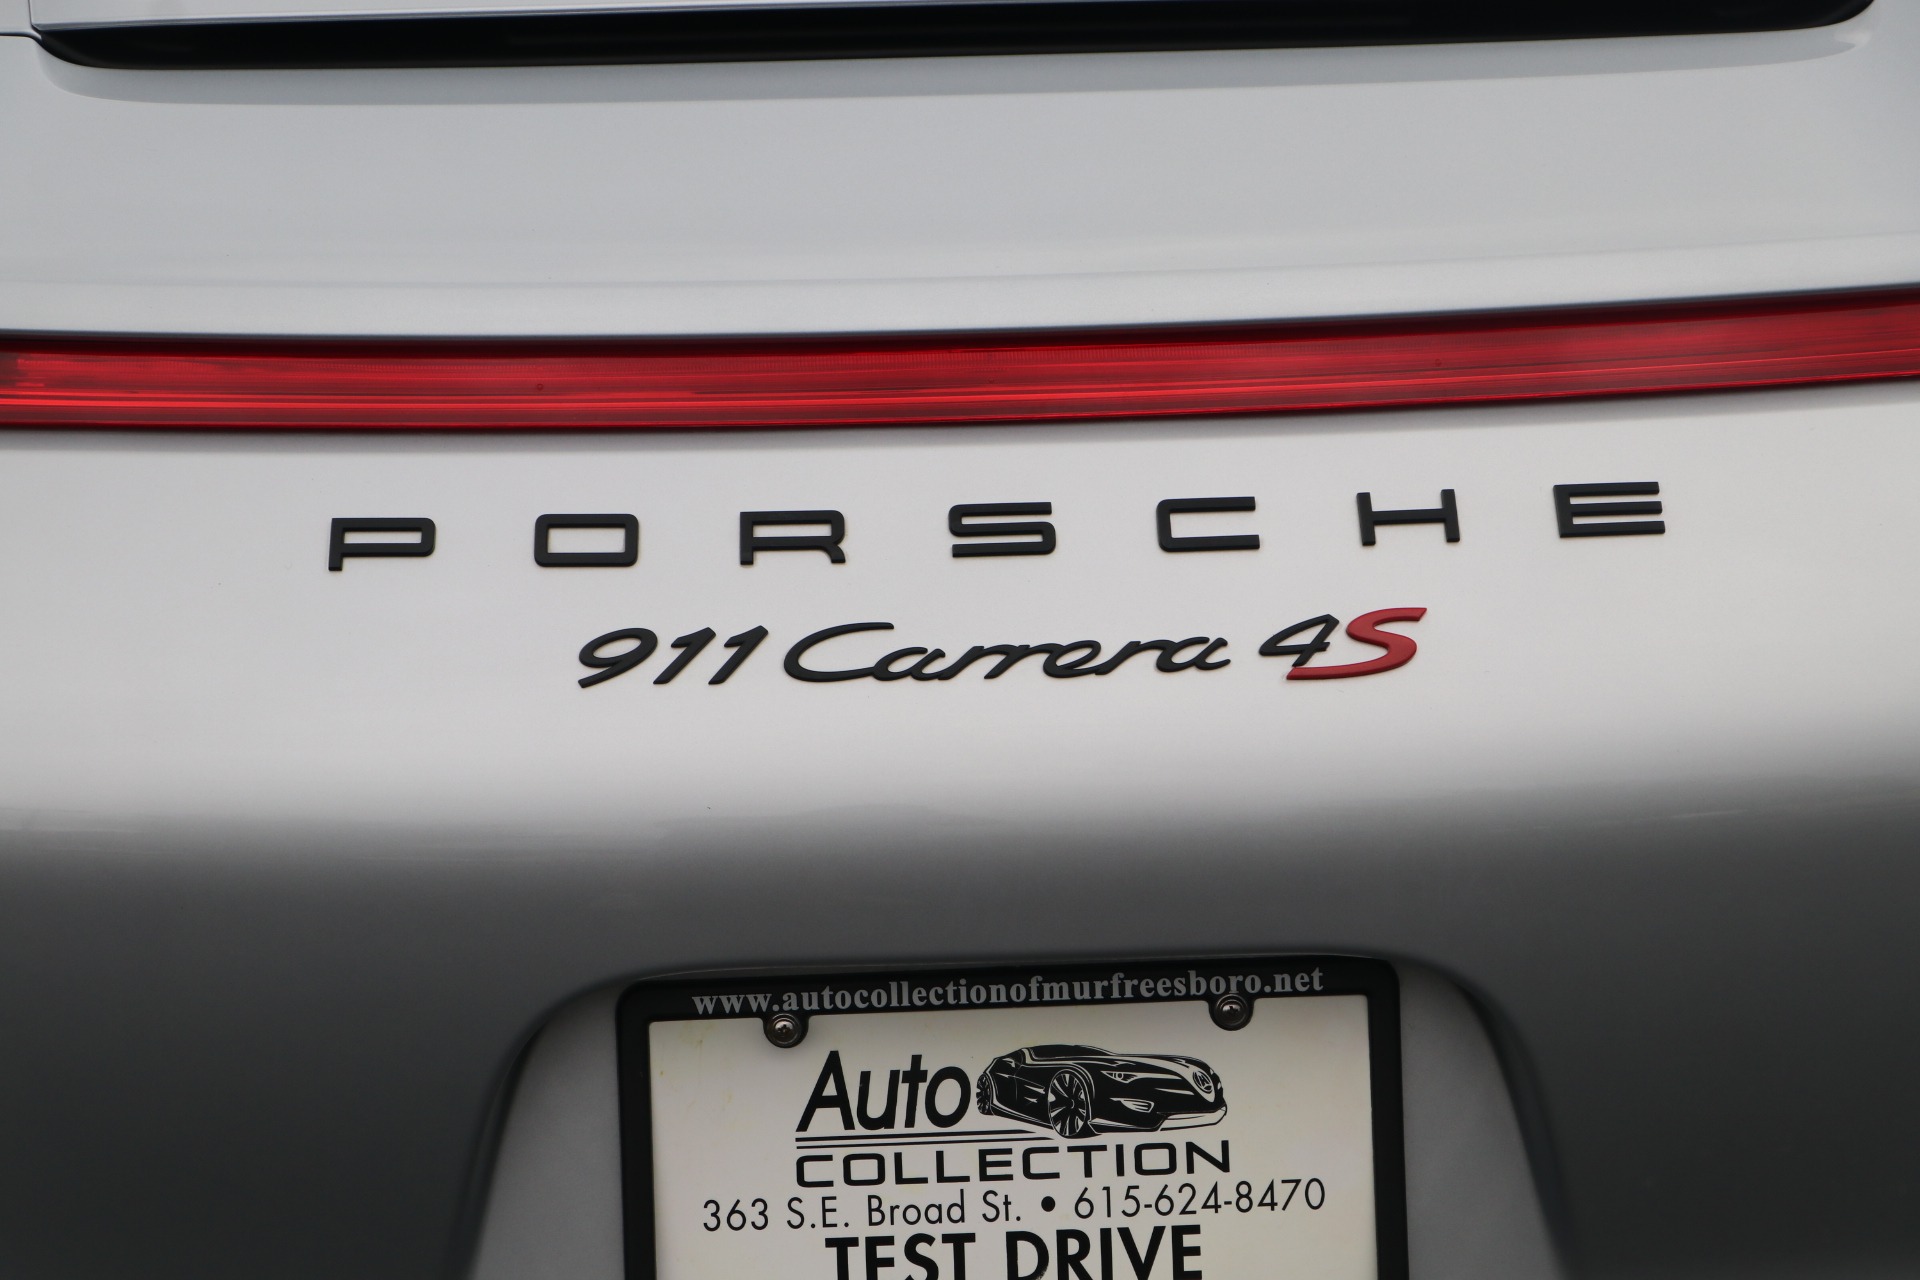 PORSCHE
911 Carrera 4S
www.autocollectionofmurfreesboro.net
Auto
COLLECTION
363 S.E. Broad St. • 615-624-8470
TEST DRIVE